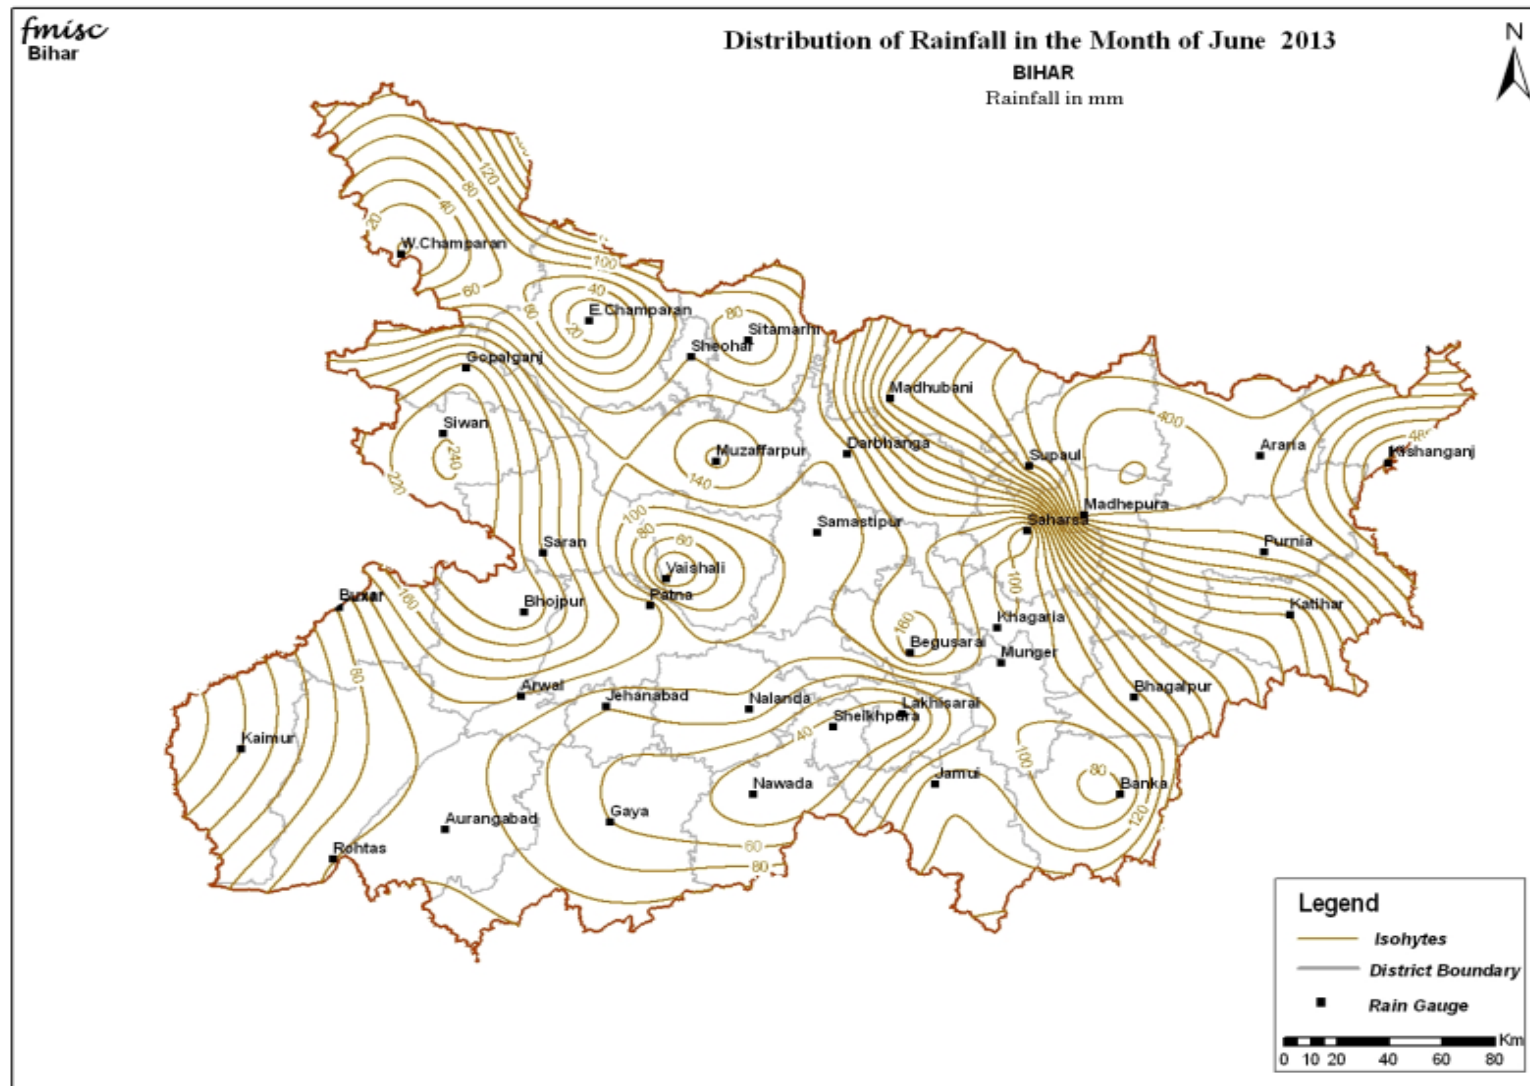 fmisc
Bihar
Distribution of Rainfall in the Month of June 2013
BIHAR
Rainfall in mm
N
120
80
40
20
W.Champaran
60
100
40
80
E.Champaran
20
80
Sitamarhi
Sheohar
Gopalganj
Madhubani
400
Siwan
240
220
Muzaffarpur
140
Darbhanga
Supaul
Araria
Kishanganj
100
80
60
Samastipur
Madhepura
Saharsa
Saran
Purnia
Vaishali
100
Buxar
160
Bhojpur
Patna
Katihar
160
Khagaria
Begusarai
Munger
80
Arwal
Jehanabad
Nalanda
Lakhisarai
Sheikhpura
Bhagalpur
40
Kaimur
100
80
Jamui
Banka
Nawada
Gaya
120
Aurangabad
60
Rohtas
80
Legend
Isohytes
District Boundary
Rain Gauge
Km
0 10 20 40 60 80